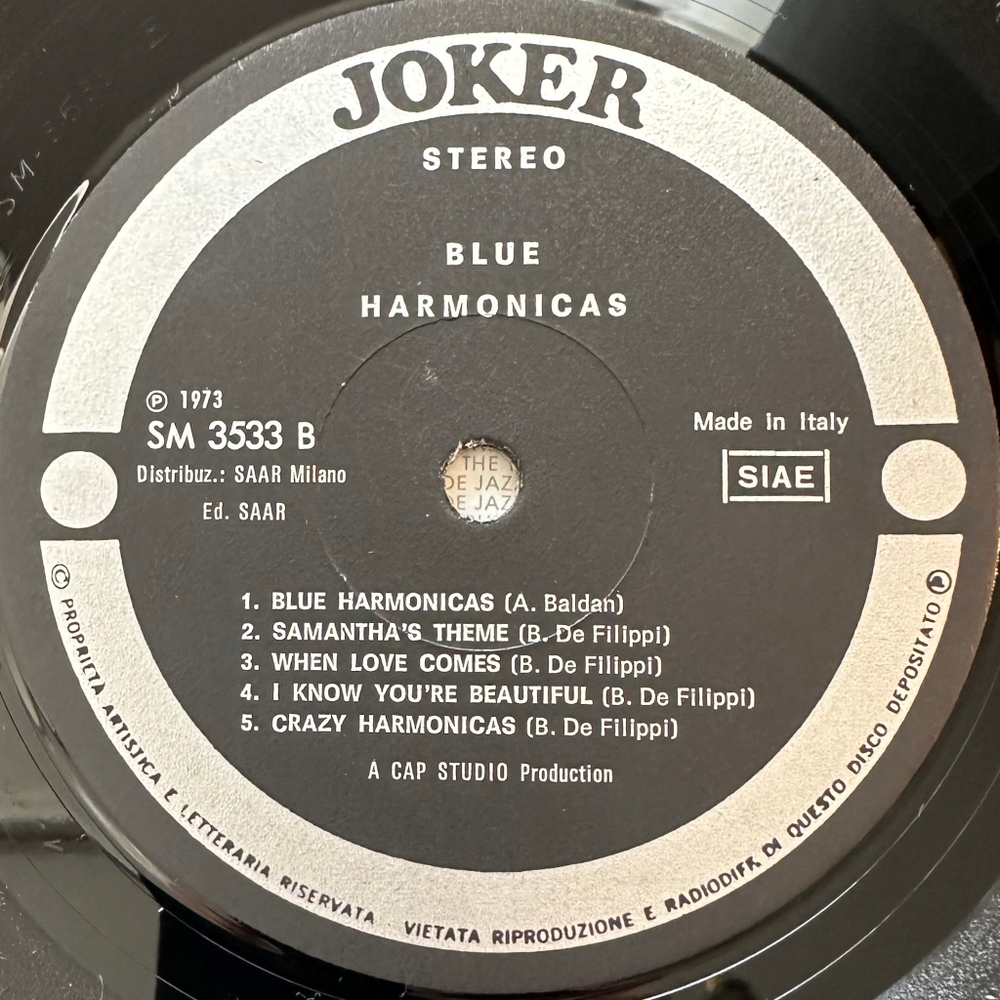 JOKER
STEREO
BLUE
HARMONICAS
Ⓟ 1973
SM 3533 B
Distribuz.: SAAR Milano
Ed. SAAR
Made in Italy
SIAE
THE
DE JAZ
DE JAZ
1. BLUE HARMONICAS (A. Baldan)
2. SAMANTHA'S THEME (B. De Filippi)
3. WHEN LOVE COMES (B. De Filippi)
4. I KNOW YOU'RE BEAUTIFUL (B. De Filippi)
5. CRAZY HARMONICAS (B. De Filippi)
A CAP STUDIO Production
© PROPRIETA ARTISTICA E LETTERARIA RISERVATA VIETATA RIPRODUZIONE E RADIODIFF. DI QUESTO DISCO DEPOSITATO Ⓟ